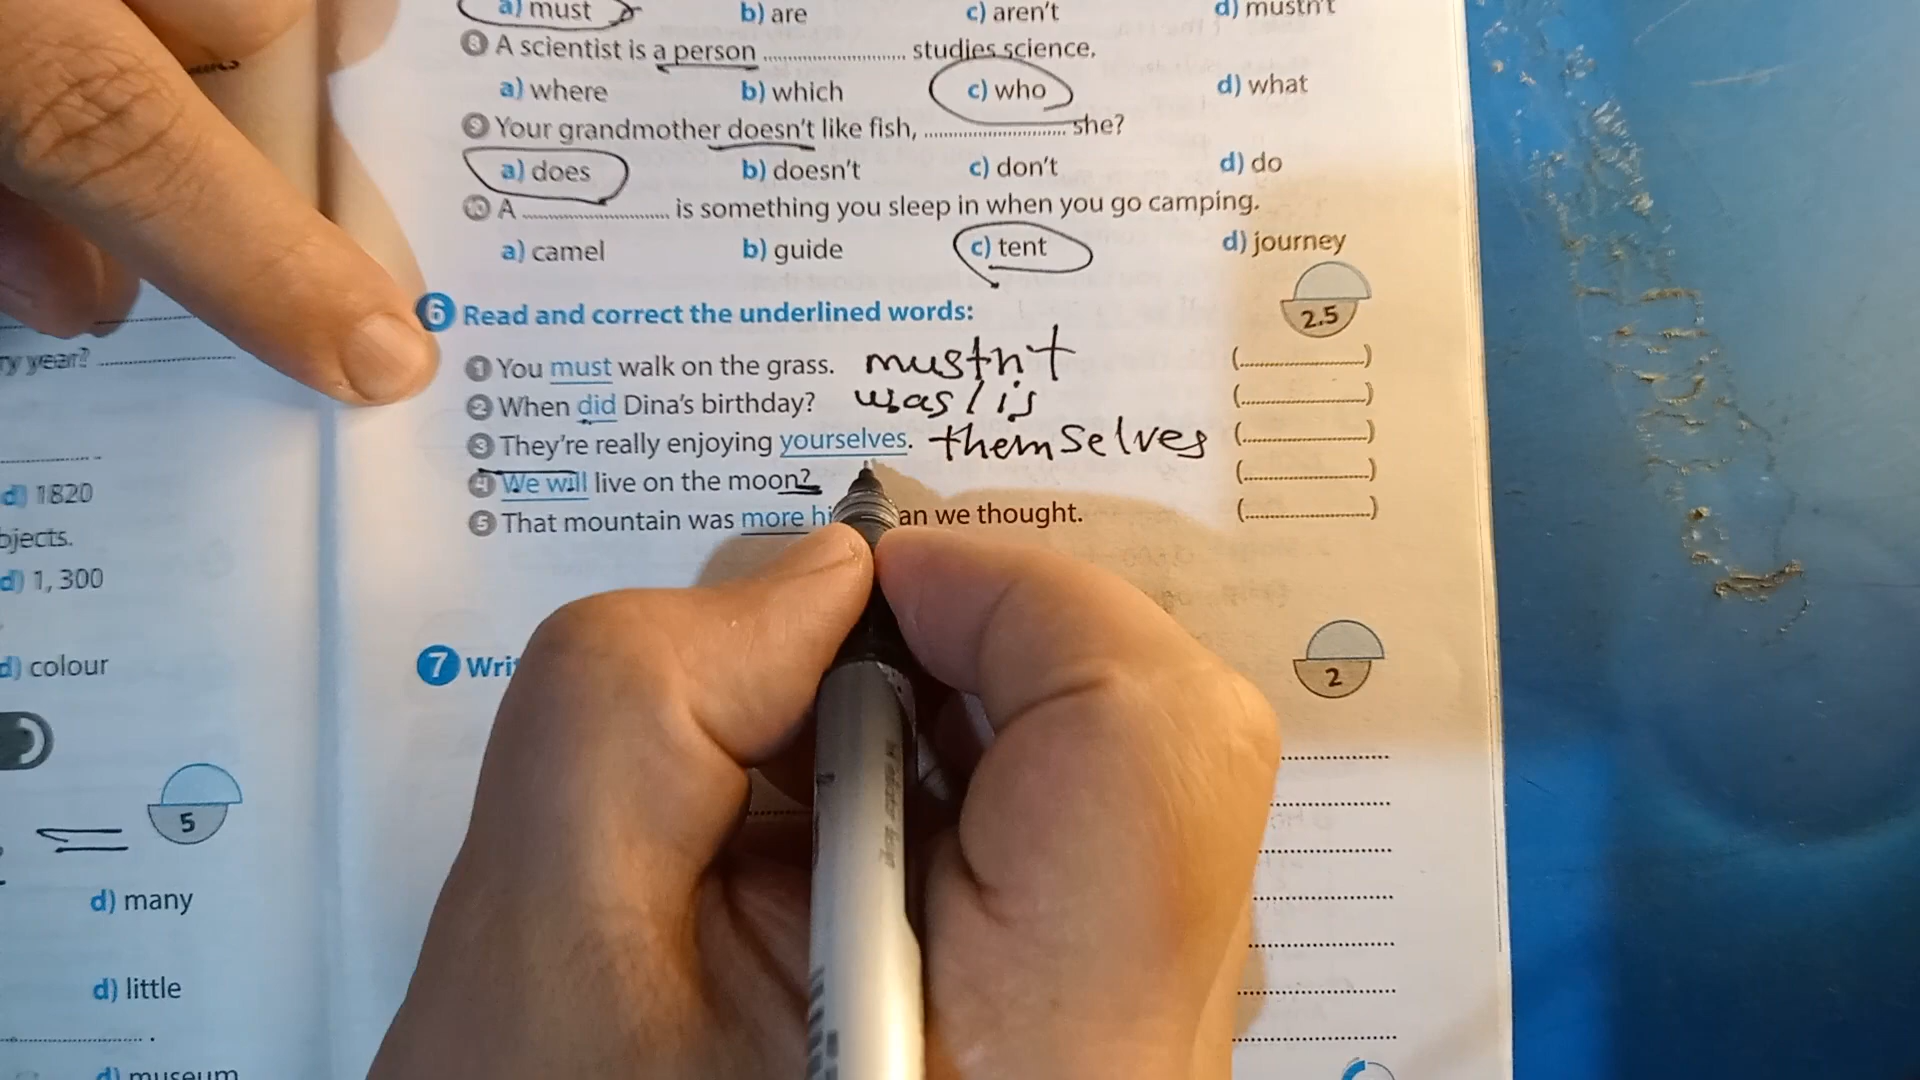 a) must b) are c) aren't d) mustn't
8 A scientist is a person ........................ studies science.
a) where b) which c) who d) what
9 Your grandmother doesn't like fish, ........................ she?
a) does b) doesn't c) don't d) do
10 A ........................ is something you sleep in when you go camping.
a) camel b) guide c) tent d) journey
6 Read and correct the underlined words:
2.5
1 You must walk on the grass. mustn't (........................)
2 When did Dina's birthday? was/is (........................)
3 They're really enjoying yourselves. themselves (........................)
4 We will live on the moon? (........................)
5 That mountain was more we thought. (........................)
7
2
year?
d) 1820
d) 1, 300
d) colour
5
d) many
d) little
d) museum